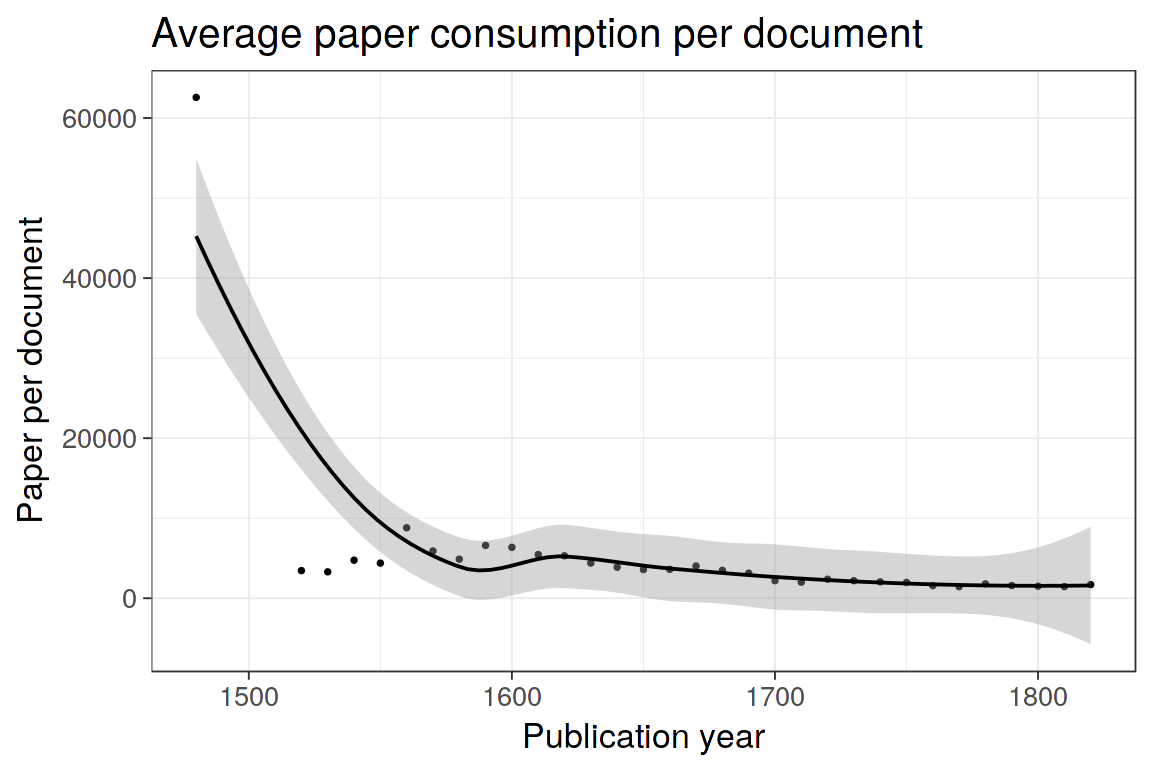 Average paper consumption per document
Paper per document
60000
40000
20000
0
1500
1600
1700
1800
Publication year